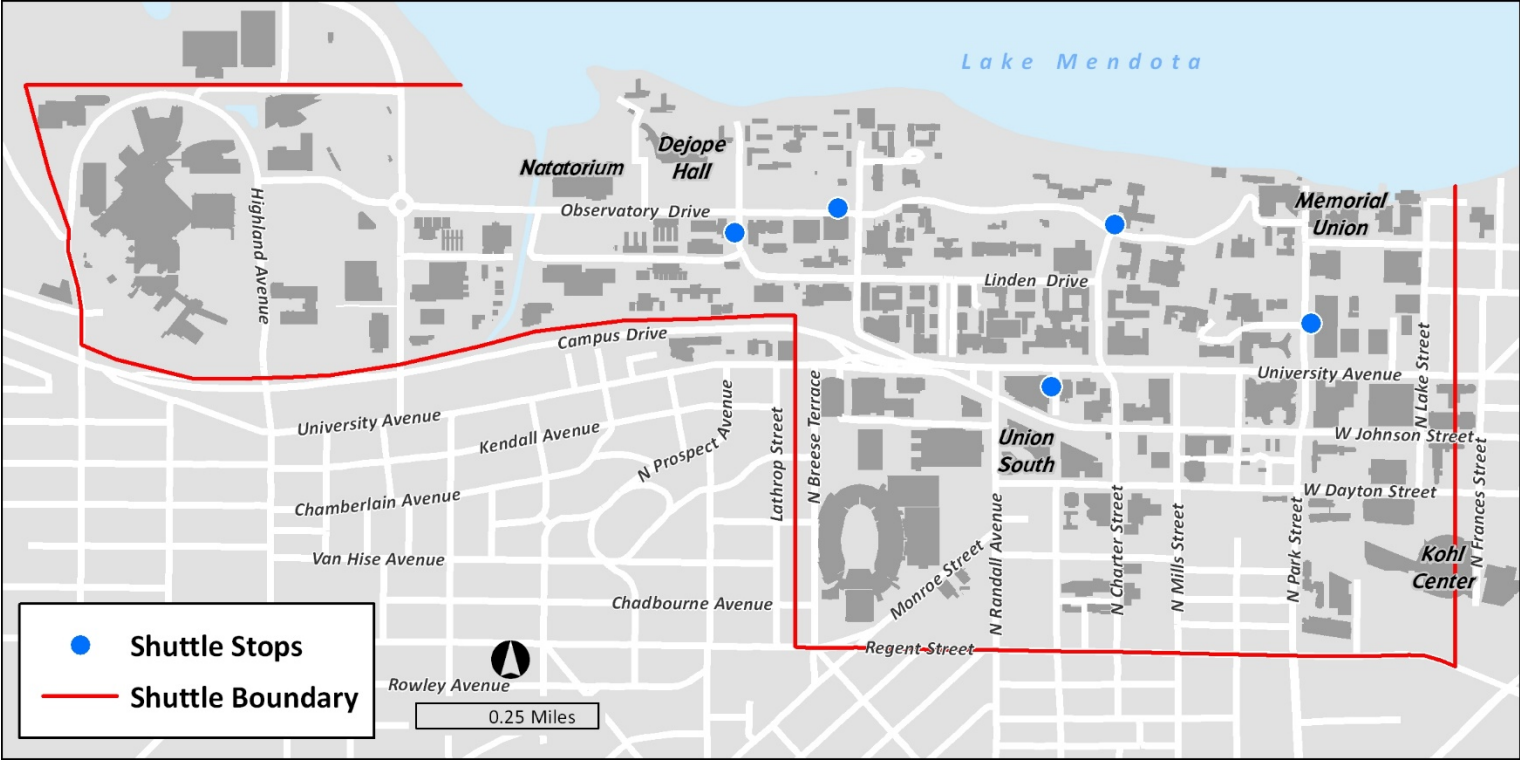 Lake Mendota
Dejope
Hall
Natatorium
Memorial
Union
Observatory Drive
Highland Avenue
Linden Drive
Campus Drive
University Avenue
N Lake Street
University Avenue
Kendall Avenue
N Prospect Avenue
Lathrop Street
N Breese Terrace
Union
South
W Johnson Street
W Dayton Street
N Frances Street
Chamberlain Avenue
Van Hise Avenue
Chadbourne Avenue
Monroe Street
N Randall Avenue
N Charter Street
N Mills Street
N Park Street
Kohl
Center
Regent Street
Rowley Avenue
Shuttle Stops
Shuttle Boundary
0.25 Miles